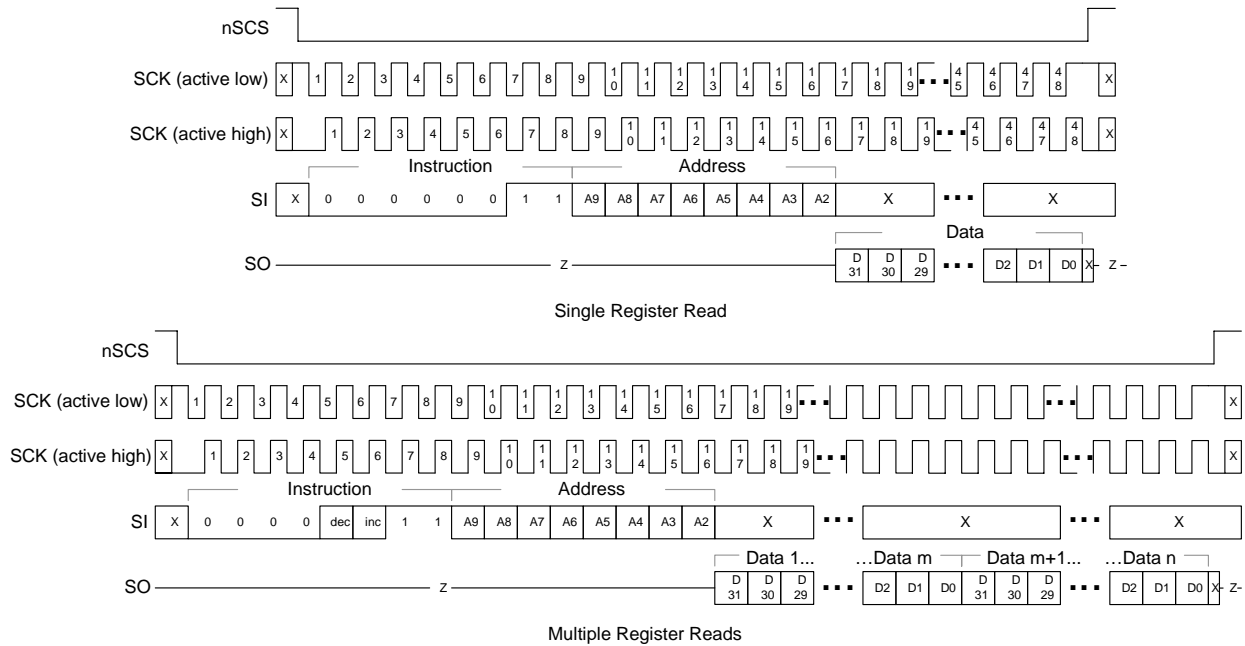 nSCS
SCK (active low) X 1 2 3 4 5 6 7 8 9 10 11 12 13 14 15 16 17 18 19 ... 45 46 47 48 X
SCK (active high) X 1 2 3 4 5 6 7 8 9 10 11 12 13 14 15 16 17 18 19 ... 45 46 47 48 X
Instruction Address
SI X 0 0 0 0 0 0 1 1 A9 A8 A7 A6 A5 A4 A3 A2 X ... X
Data
SO Z D31 D30 D29 ... D2 D1 D0 X Z
Single Register Read
nSCS
SCK (active low) X 1 2 3 4 5 6 7 8 9 10 11 12 13 14 15 16 17 18 19 ... ... X
SCK (active high) X 1 2 3 4 5 6 7 8 9 10 11 12 13 14 15 16 17 18 19 ... ... X
Instruction Address
SI X 0 0 0 0 dec inc 1 1 A9 A8 A7 A6 A5 A4 A3 A2 X ... X ... X
Data 1... ...Data m Data m+1... ...Data n
SO Z D31 D30 D29 ... D2 D1 D0 D31 D30 D29 ... D2 D1 D0 X Z
Multiple Register Reads